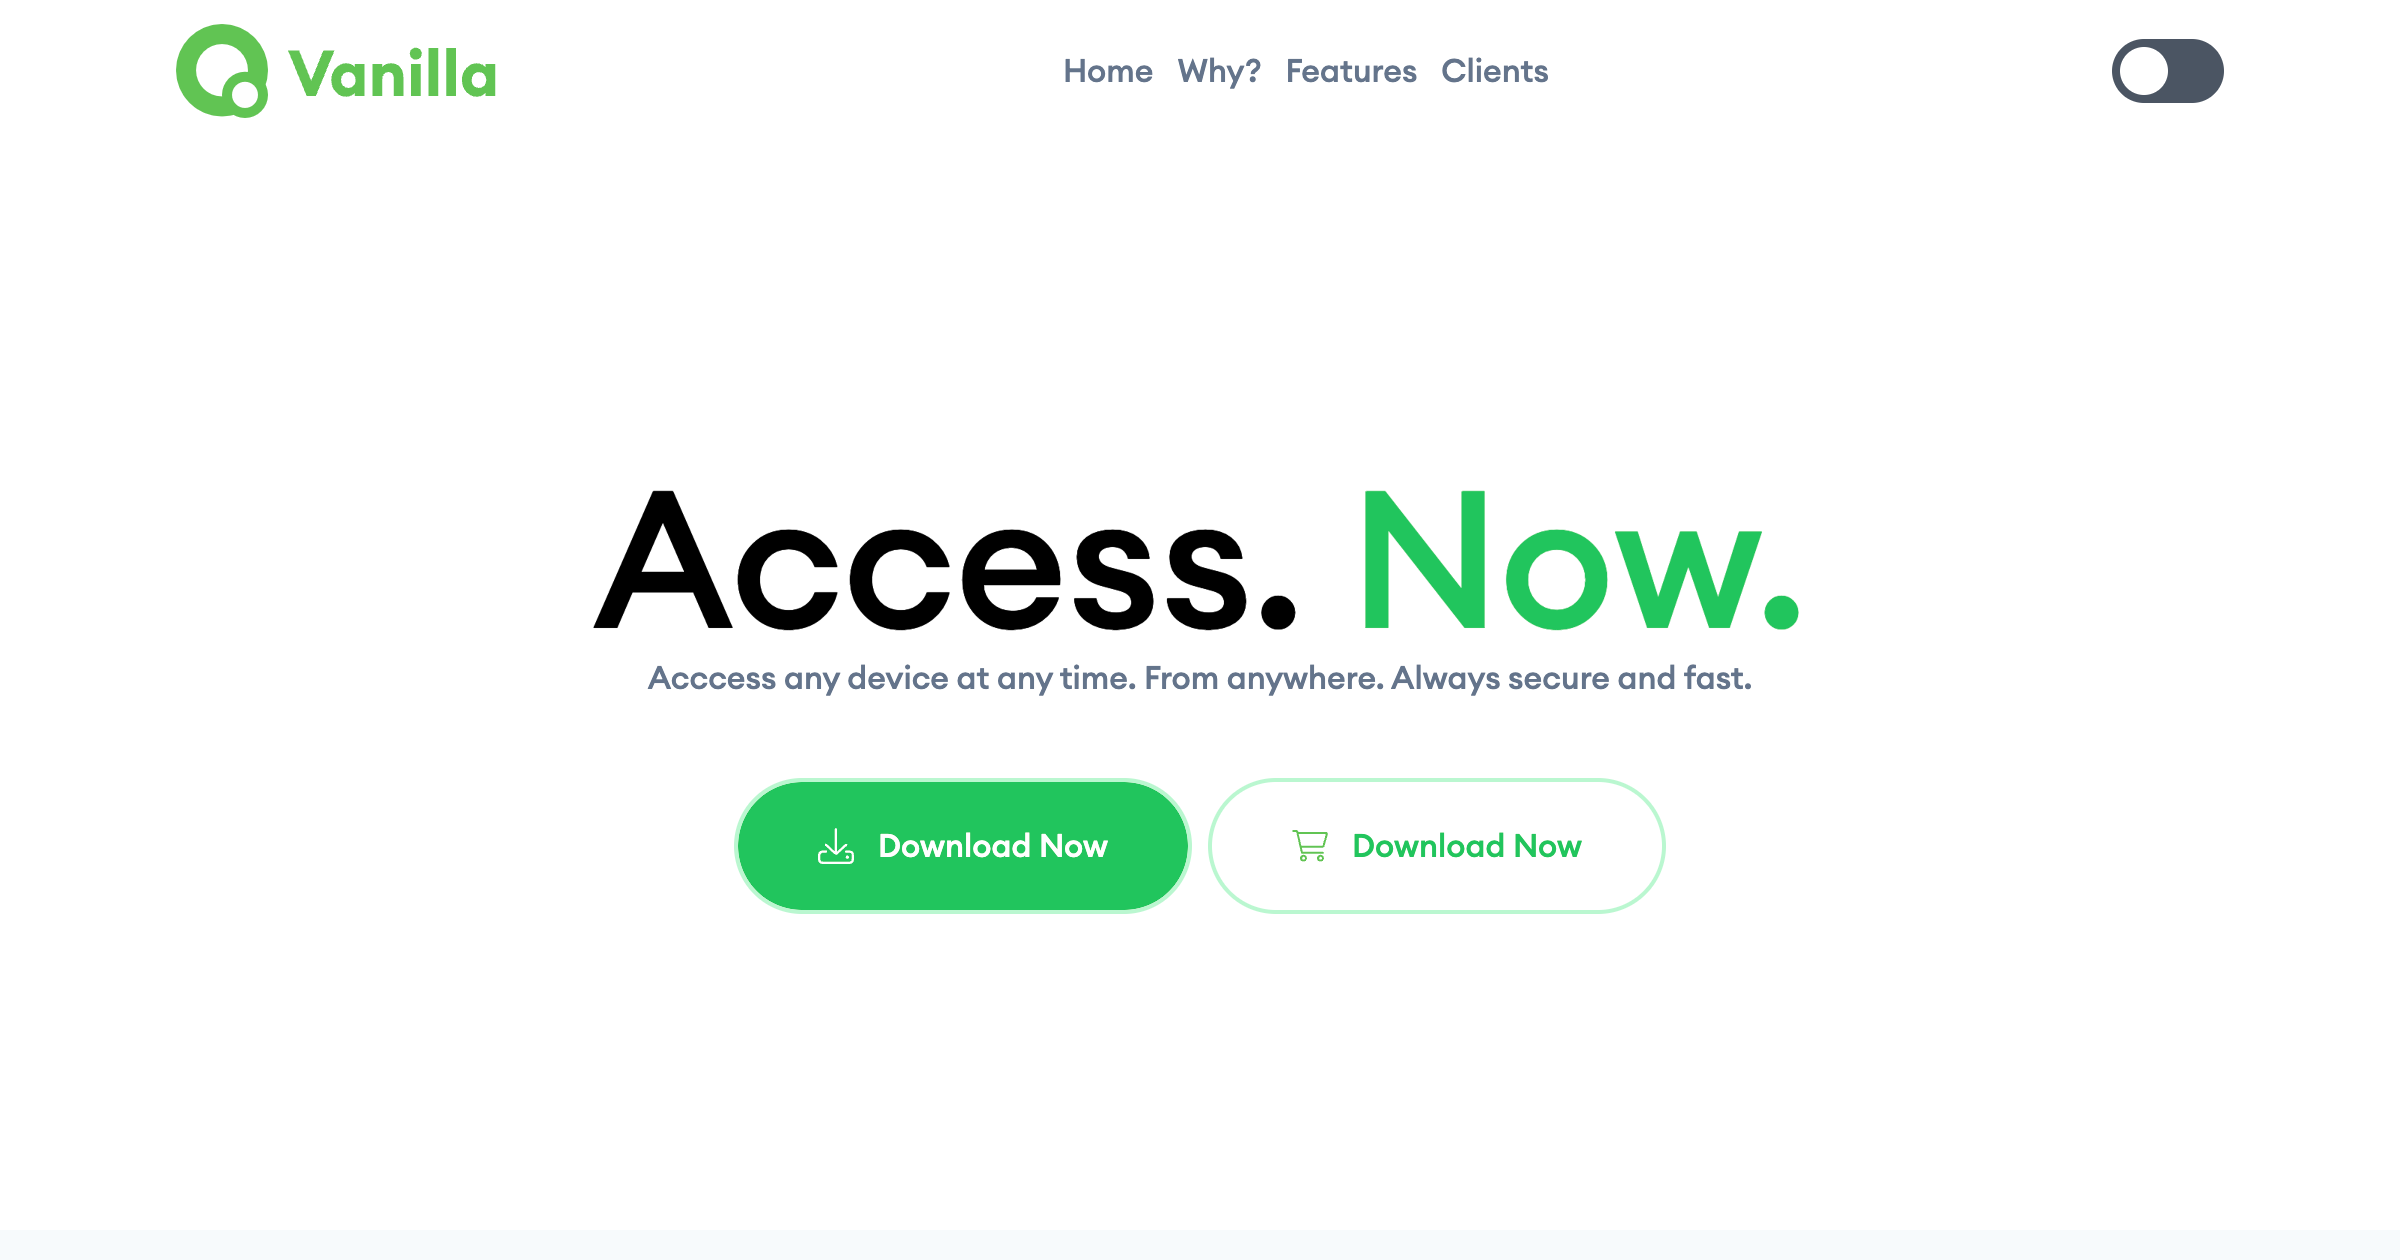 Vanilla
Home Why? Features Clients
Access. Now.
Acccess any device at any time. From anywhere. Always secure and fast.
Download Now
Download Now